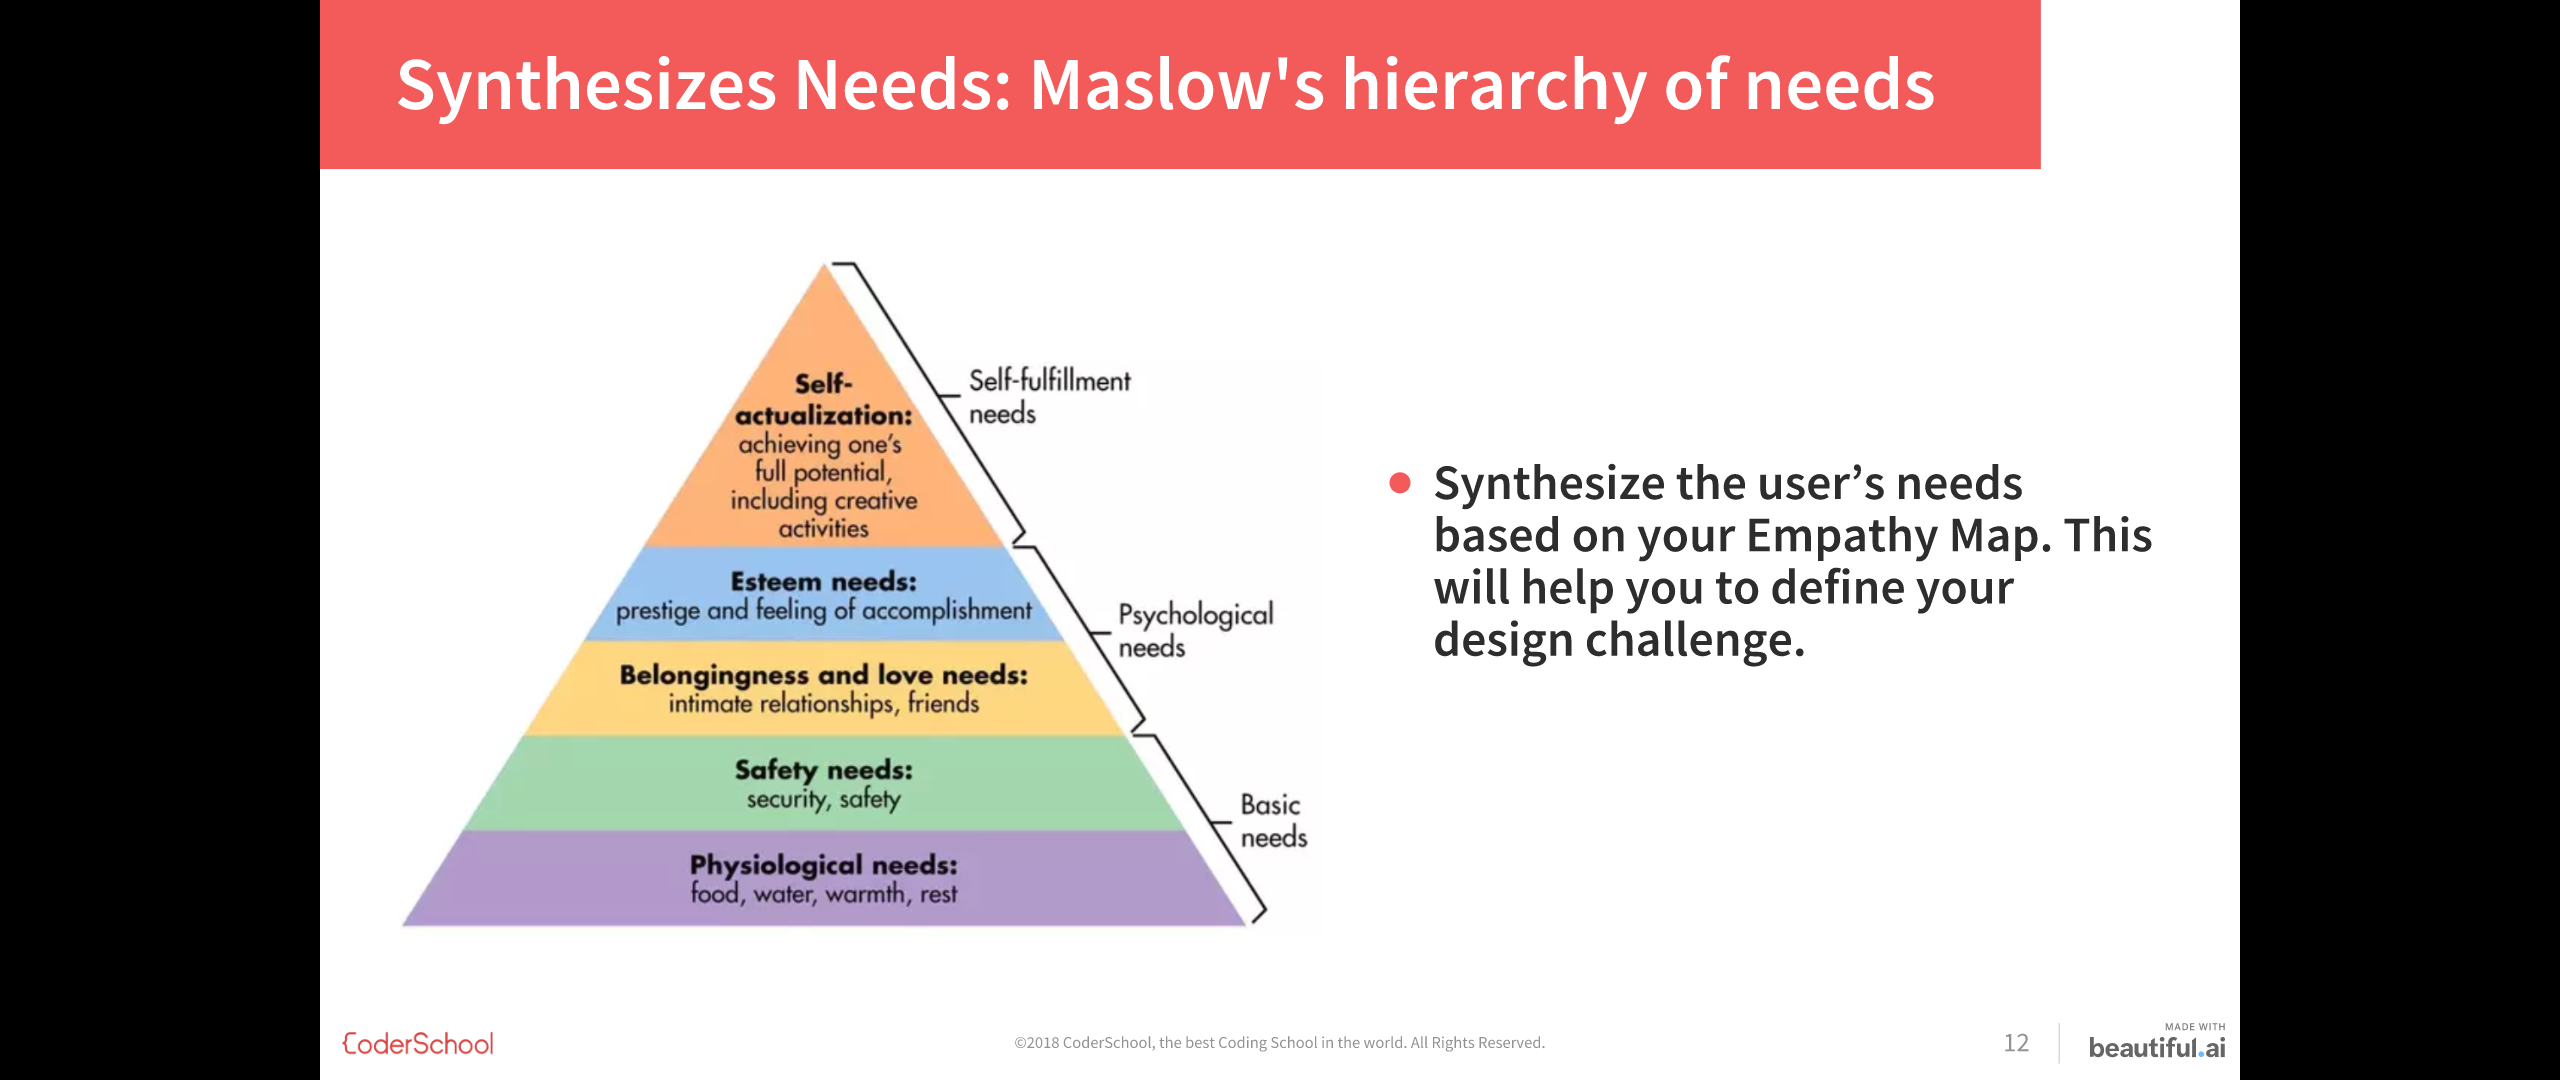 Synthesizes Needs: Maslow's hierarchy of needs
Self-
actualization:
achieving one's
full potential,
including creative
activities
Self-fulfillment
needs
Esteem needs:
prestige and feeling of accomplishment
Belongingness and love needs:
intimate relationships, friends
Psychological
needs
Safety needs:
security, safety
Physiological needs:
food, water, warmth, rest
Basic
needs
Synthesize the user’s needs
based on your Empathy Map. This
will help you to define your
design challenge.
CoderSchool
©2018 CoderSchool, the best Coding School in the world. All Rights Reserved.
12
MADE WITH
beautiful.ai